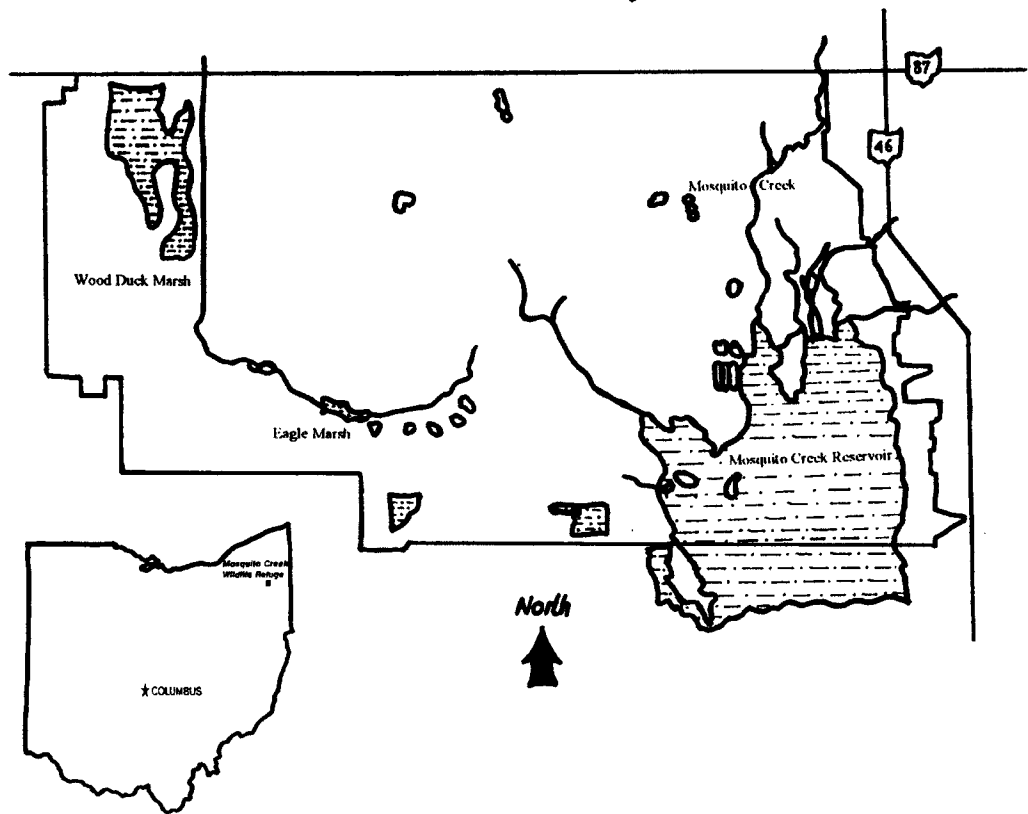 87
46
Mosquito Creek
Wood Duck Marsh
Eagle Marsh
Mosquito Creek Reservoir
Mosquito Creek
Wildlife Refuge
North
COLUMBUS